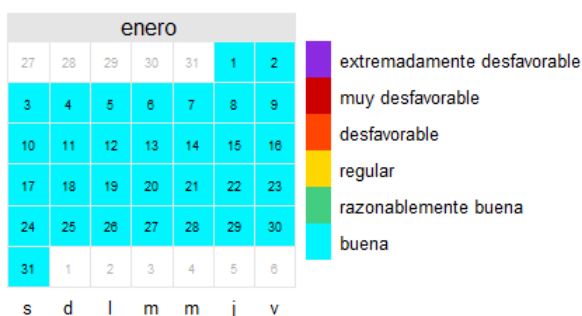 enero
27 28 29 30 31 1 2
3 4 5 6 7 8 9
10 11 12 13 14 15 16
17 18 19 20 21 22 23
24 25 26 27 28 29 30
31 1 2 3 4 5 6
s d l m m j v
extremadamente desfavorable
muy desfavorable
desfavorable
regular
razonablemente buena
buena